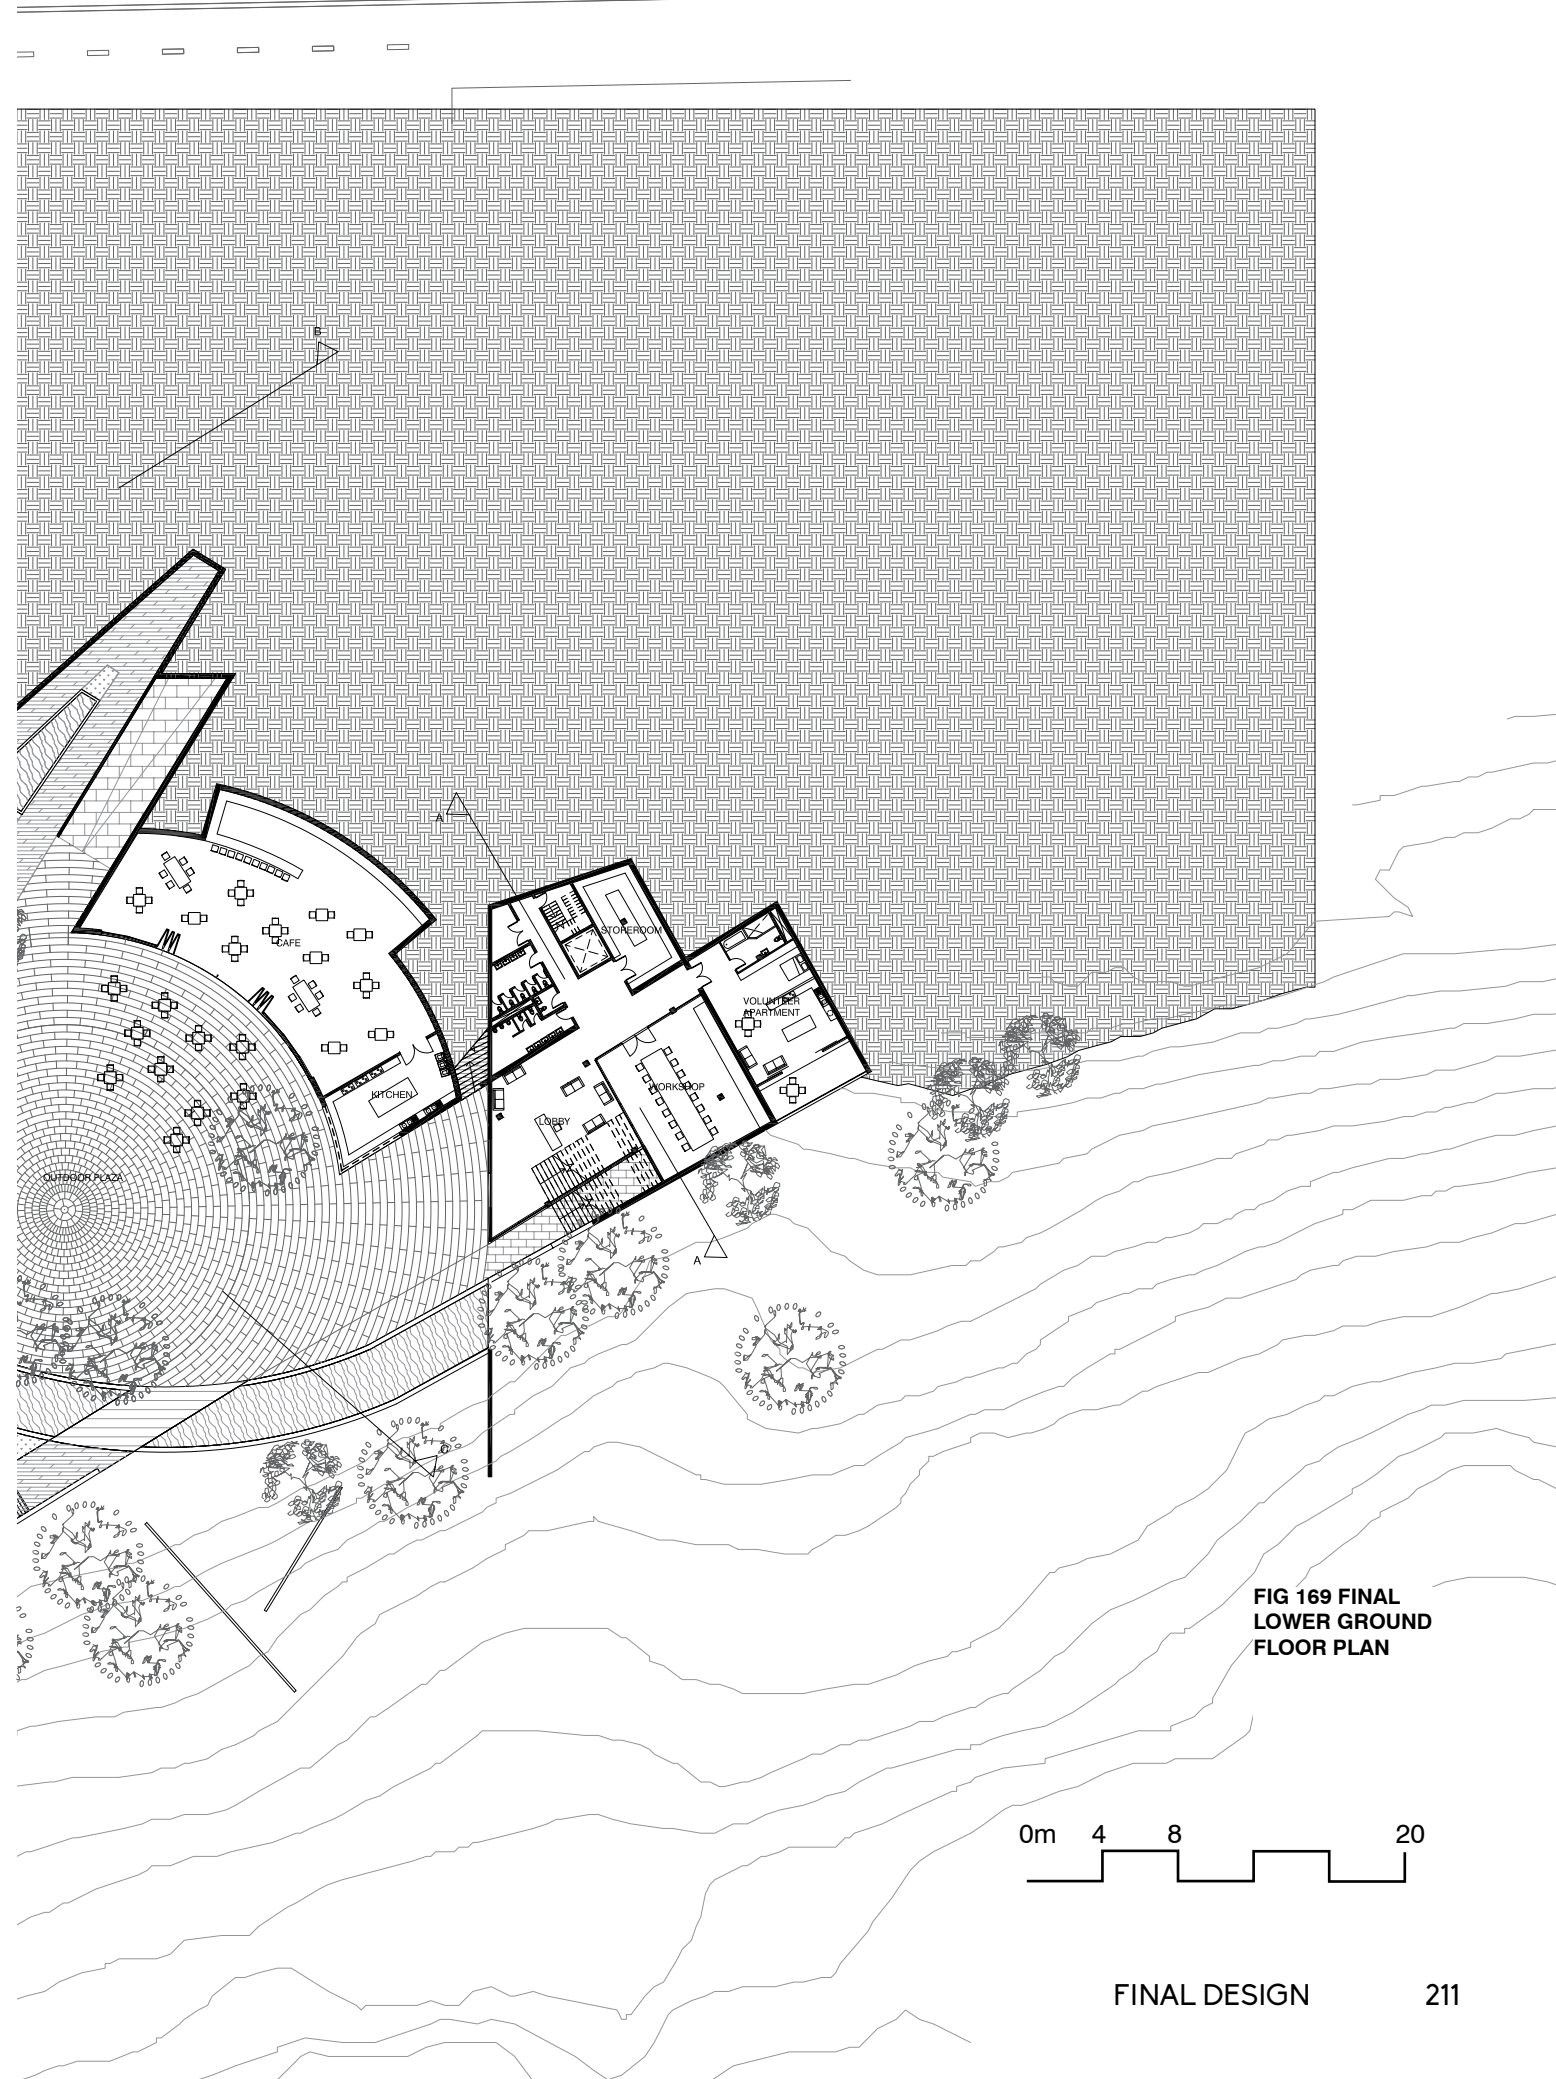 B
A
STOREROOM
CAFE
VOLUNTEER
APARTMENT
WORKSHOP
KITCHEN
LOBBY
OUTDOOR PLAZA
A
C
FIG 169 FINAL
LOWER GROUND
FLOOR PLAN
0m 4 8 20
FINAL DESIGN 211